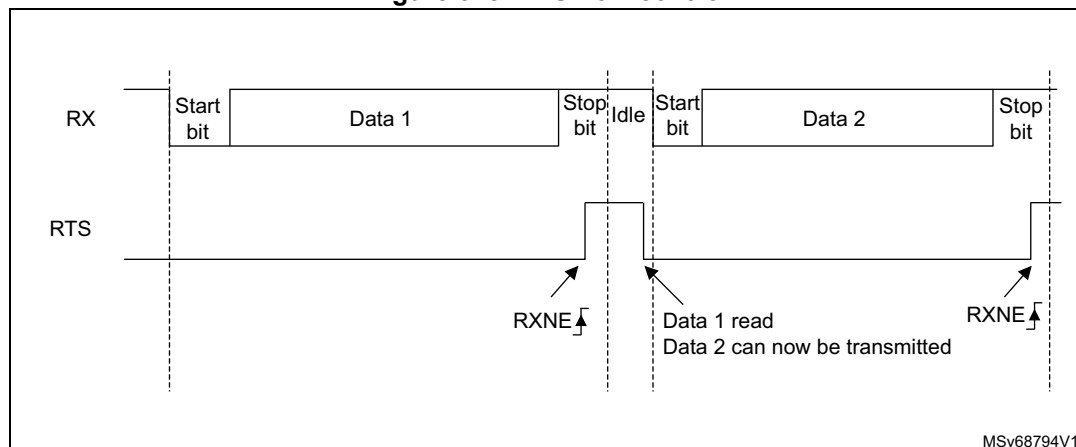 RX
Start
bit
Data 1
Stop
bit
Idle
Start
bit
Data 2
Stop
bit
RTS
RXNE
Data 1 read
Data 2 can now be transmitted
RXNE
MSv68794V1